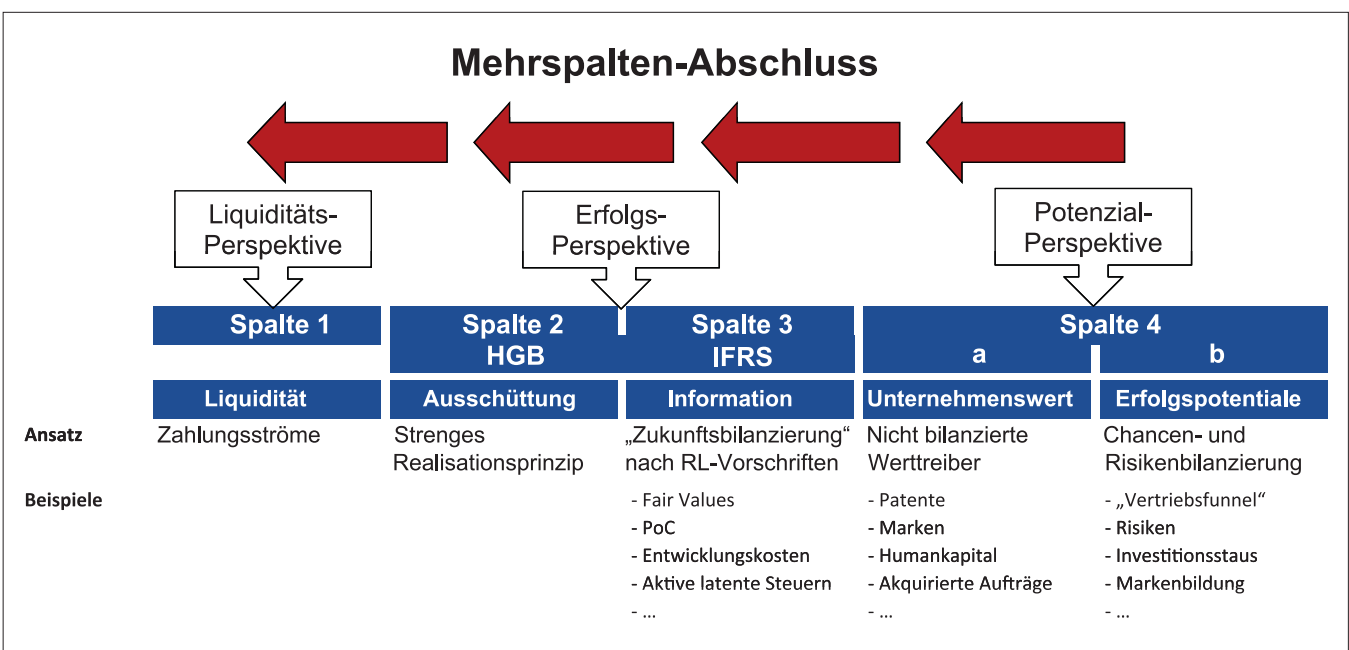 Mehrspalten-Abschluss
Liquiditäts-
Perspektive
Erfolgs-
Perspektive
Potenzial-
Perspektive
Spalte 1
Spalte 2
HGB
Spalte 3
IFRS
Spalte 4
a
b
Liquidität
Ausschüttung
Information
Unternehmenswert
Erfolgspotentiale
Ansatz
Zahlungsströme
Strenges
Realisationsprinzip
„Zukunftsbilanzierung“
nach RL-Vorschriften
Nicht bilanzierte
Werttreiber
Chancen- und
Risikenbilanzierung
Beispiele
- Fair Values
- PoC
- Entwicklungskosten
- Aktive latente Steuern
- ...
- Patente
- Marken
- Humankapital
- Akquirierte Aufträge
- ...
- „Vertriebsfunnel“
- Risiken
- Investitionsstaus
- Markenbildung
- ...